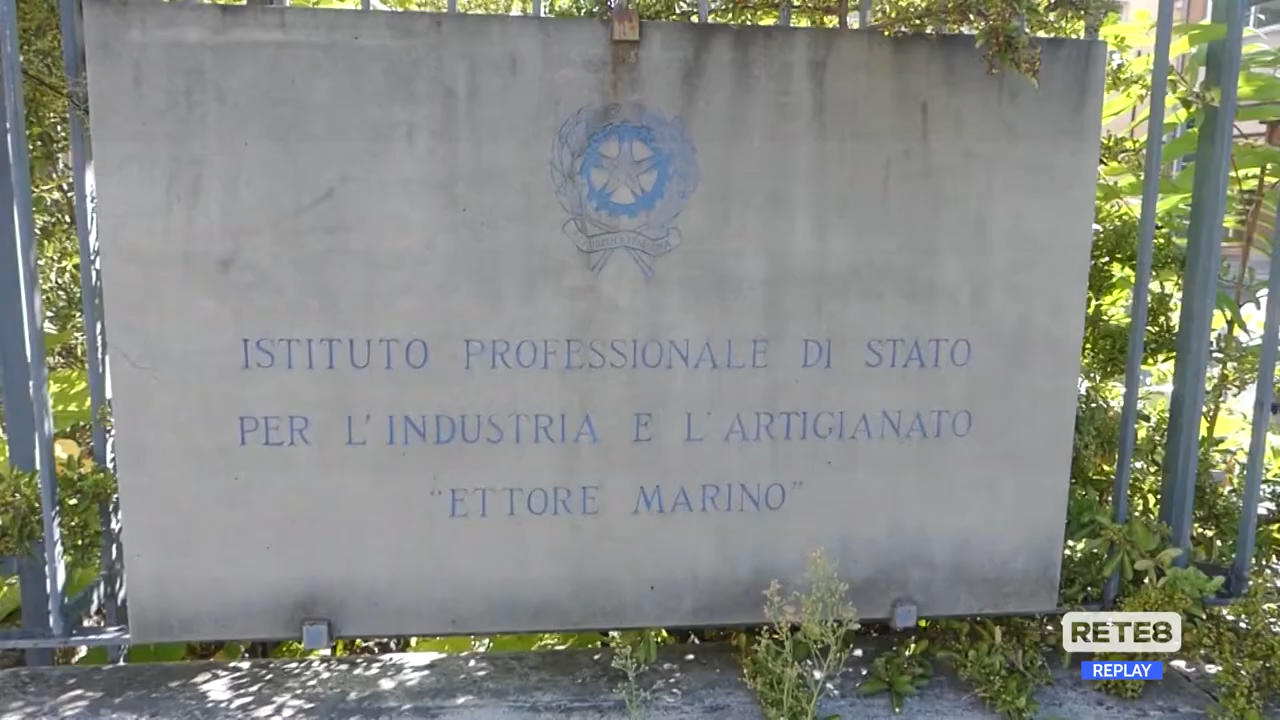 ISTITUTO PROFESSIONALE DI STATO
PER L'INDUSTRIA E L'ARTIGIANATO
"ETTORE MARINO"
RETE8
REPLAY